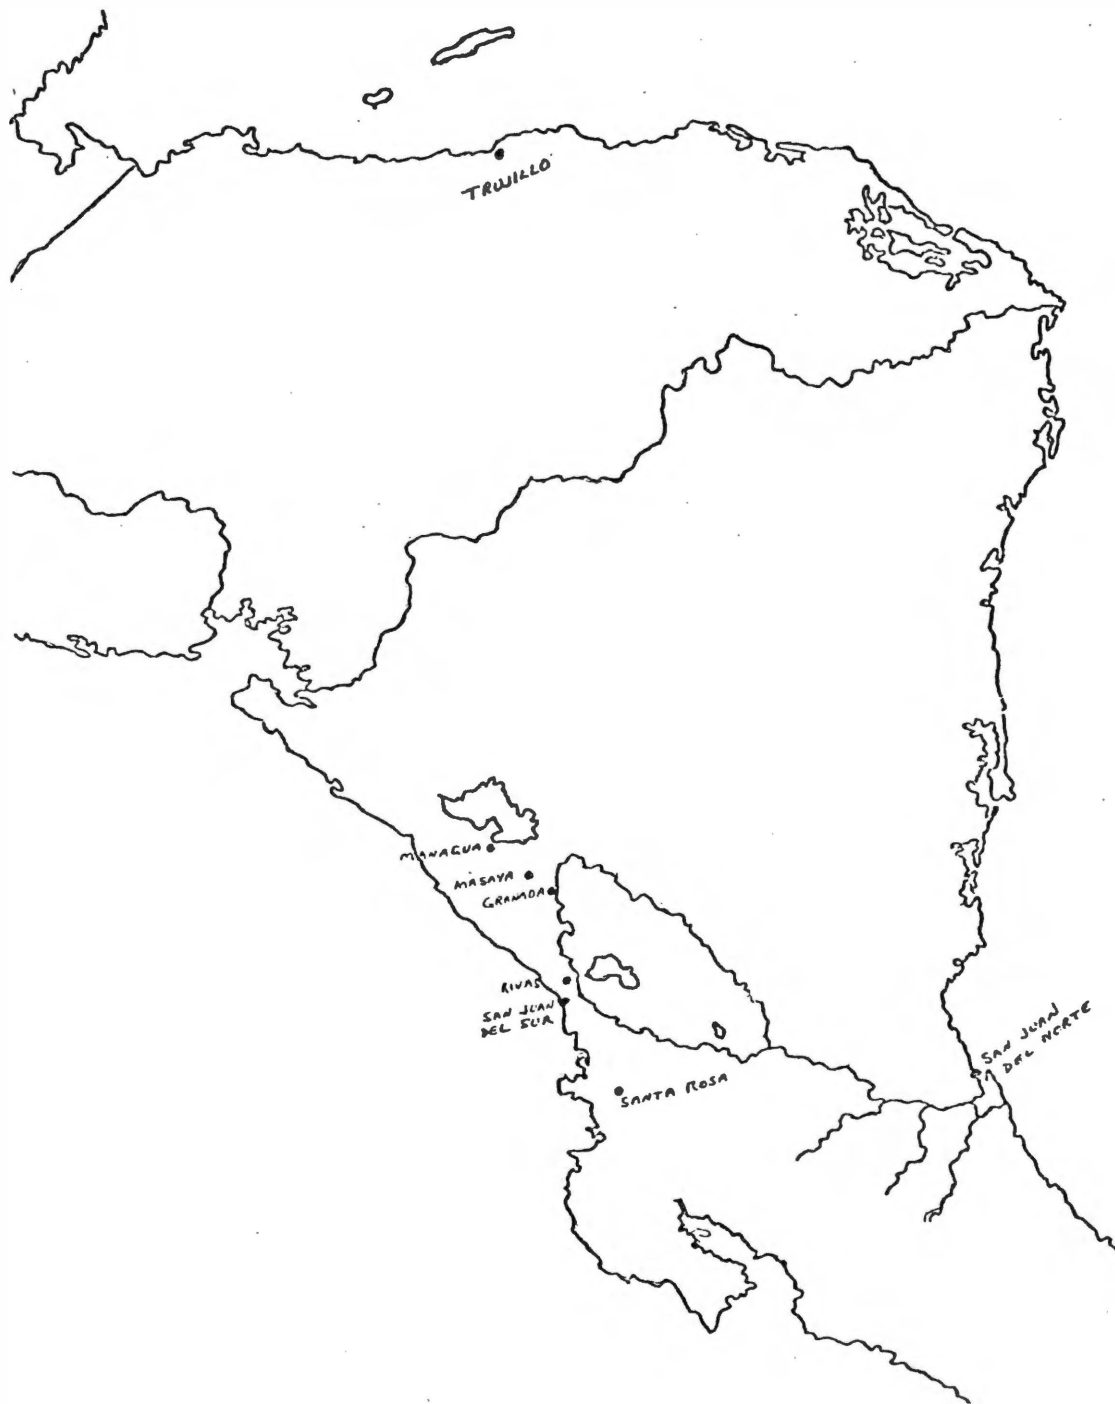 TRUJILLO
MANAGUA
MASAYA
GRANADA
RIVAS
SAN JUAN
DEL SUR
SAN JUAN
DEL NORTE
SANTA ROSA